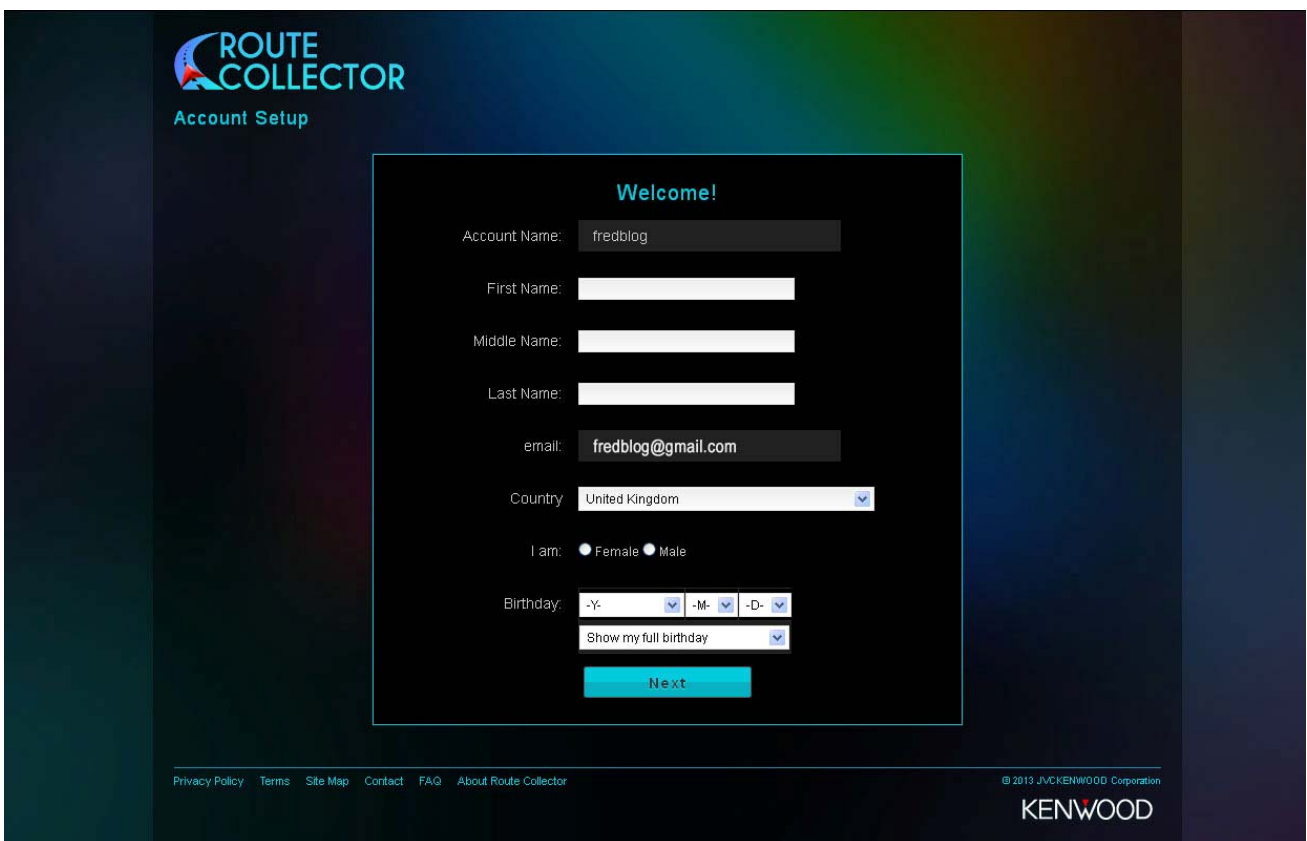 ROUTE
COLLECTOR
Account Setup
Welcome!
Account Name: fredblog
First Name:
Middle Name:
Last Name:
email: fredblog@gmail.com
Country United Kingdom
I am: Female Male
Birthday: -Y- -M- -D-
Show my full birthday
Next
Privacy Policy Terms Site Map Contact FAQ About Route Collector © 2013 JVCKENWOOD Corporation
KENWOOD